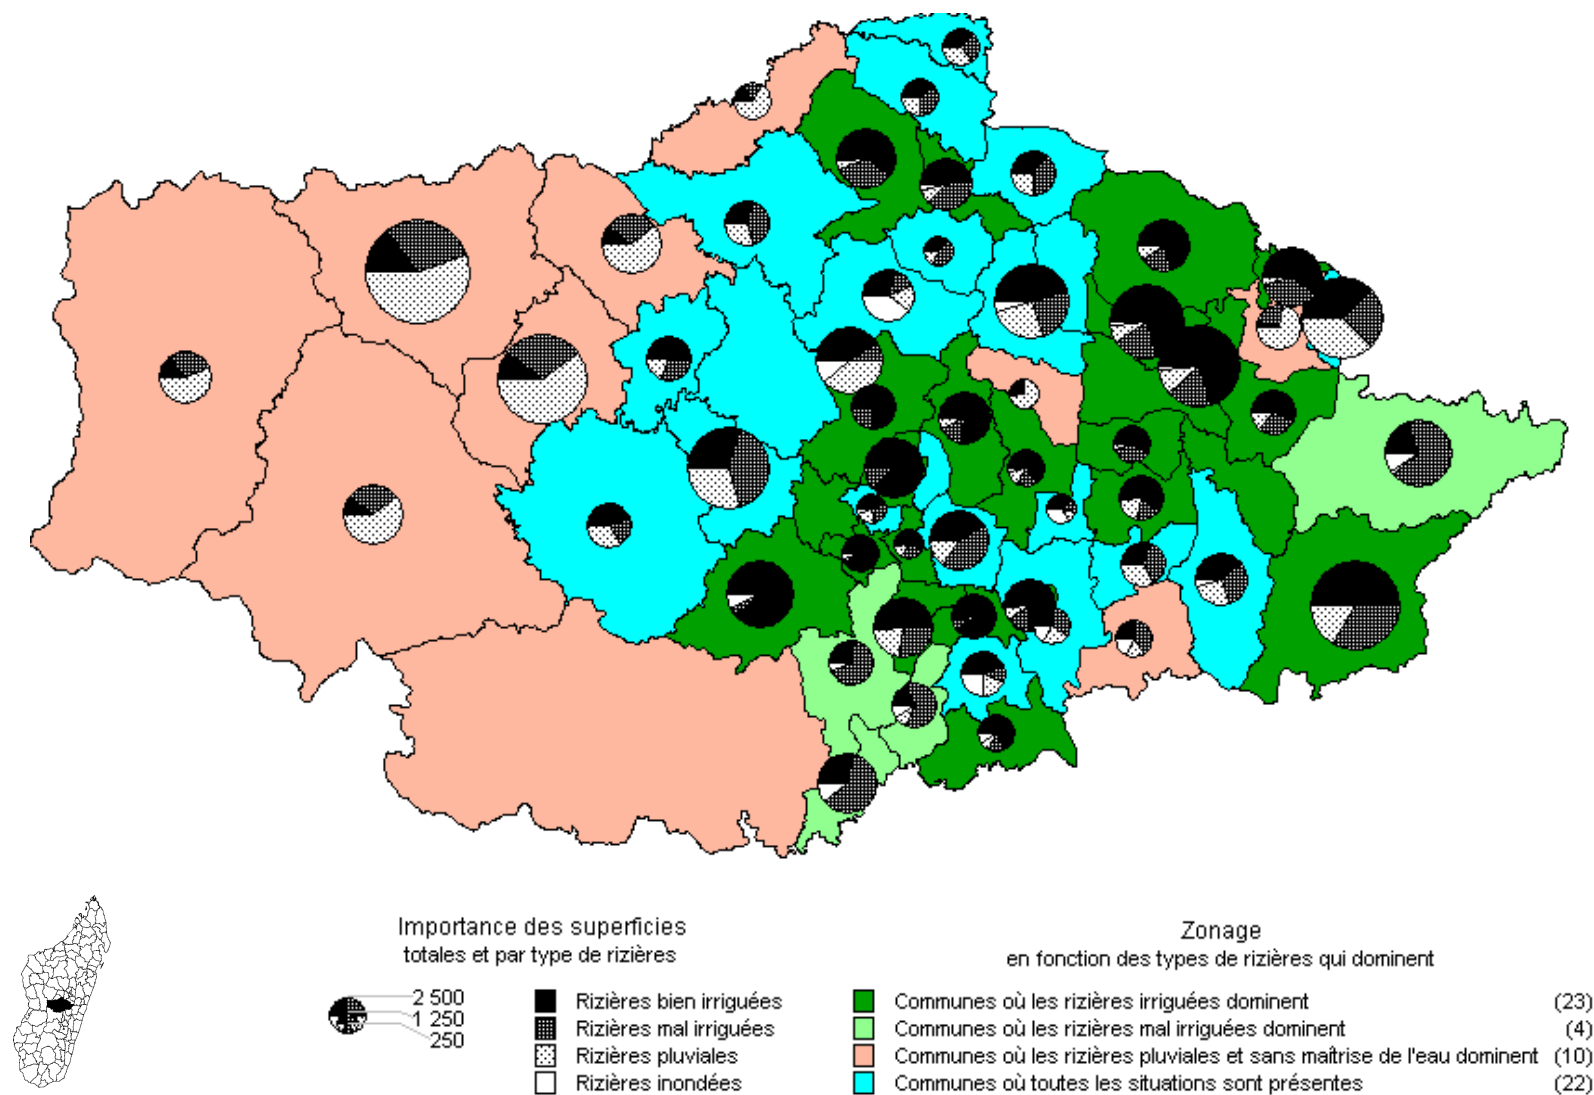 Importance des superficies
totales et par type de rizières
2 500
1 250
250
Rizières bien irriguées
Rizières mal irriguées
Rizières pluviales
Rizières inondées
Zonage
en fonction des types de rizières qui dominent
Communes où les rizières irriguées dominent (23)
Communes où les rizières mal irriguées dominent (4)
Communes où les rizières pluviales et sans maîtrise de l'eau dominent (10)
Communes où toutes les situations sont présentes (22)